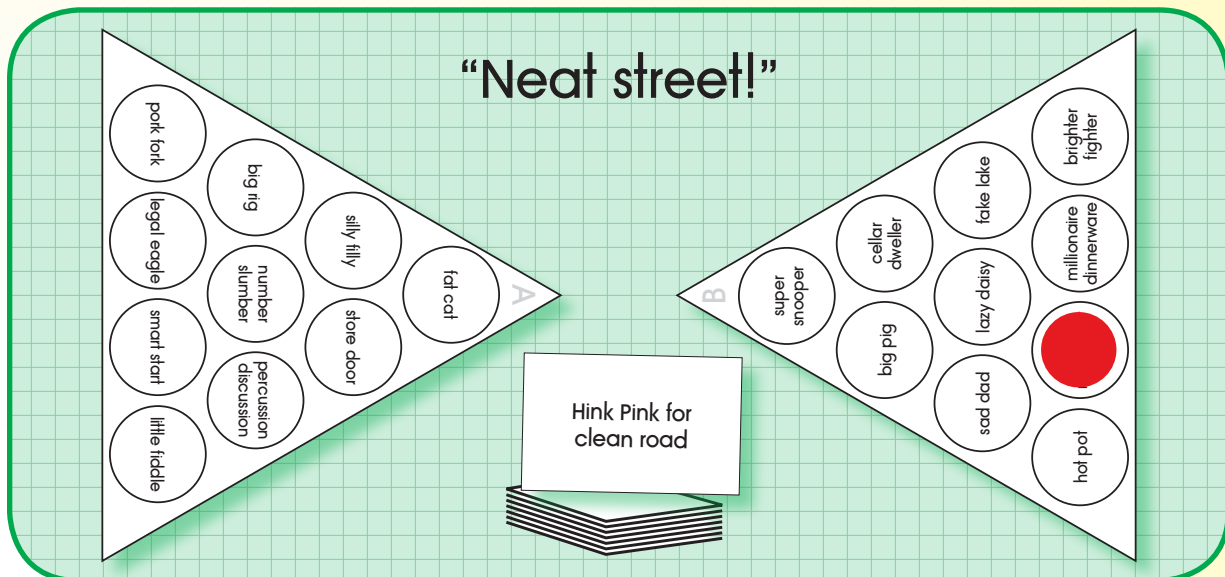 “Neat street!”
pork fork
legal eagle
smart start
little fiddle
big rig
number
slumber
percussion
discussion
silly filly
store door
fat cat
A
B
super
snooper
cellar
dweller
big pig
fake lake
lazy daisy
sad dad
brighter
fighter
millionaire
dinnerware
hot pot
Hink Pink for
clean road